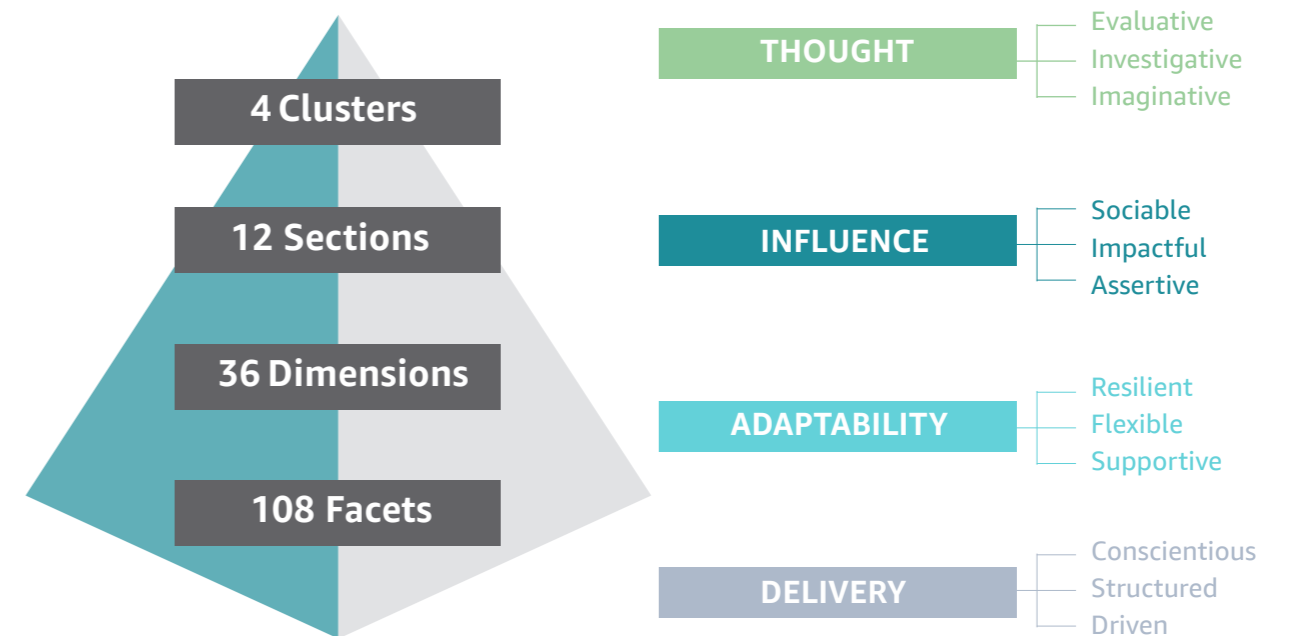 4 Clusters
12 Sections
36 Dimensions
108 Facets
THOUGHT
Evaluative
Investigative
Imaginative
INFLUENCE
Sociable
Impactful
Assertive
ADAPTABILITY
Resilient
Flexible
Supportive
DELIVERY
Conscientious
Structured
Driven